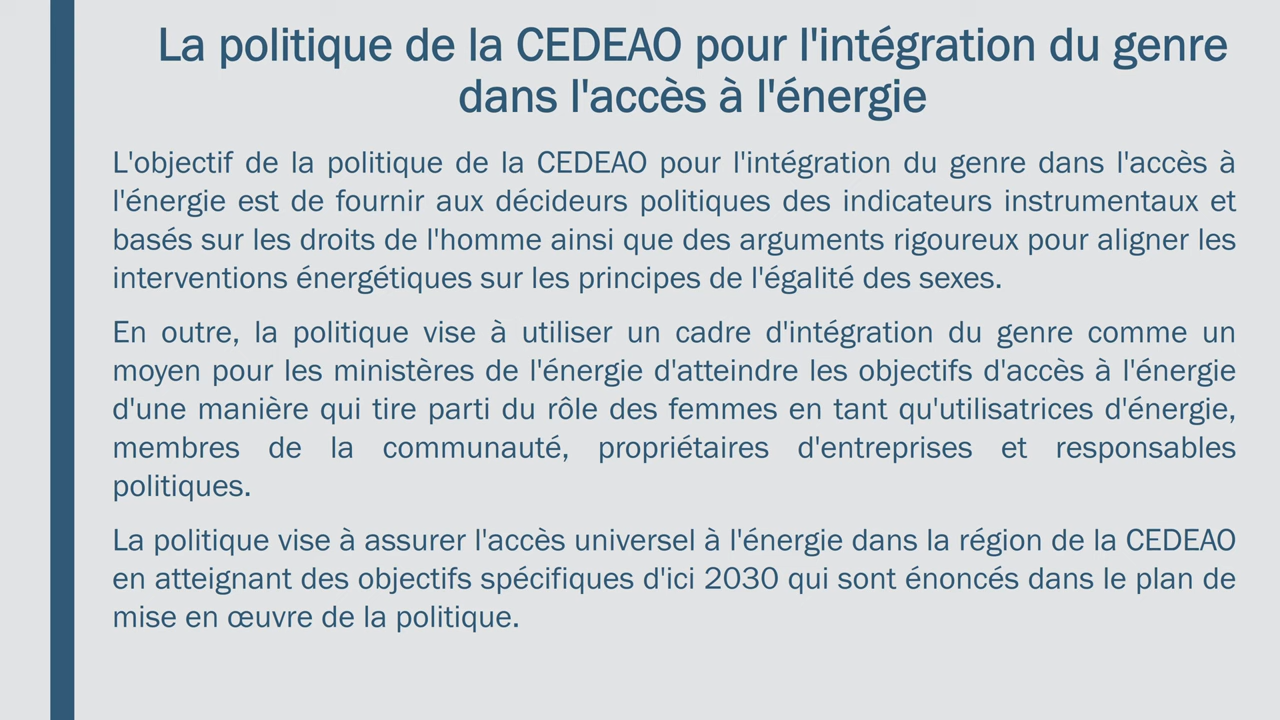 La politique de la CEDEAO pour l'intégration du genre
dans l'accès à l'énergie
L'objectif de la politique de la CEDEAO pour l'intégration du genre dans l'accès à
l'énergie est de fournir aux décideurs politiques des indicateurs instrumentaux et
basés sur les droits de l'homme ainsi que des arguments rigoureux pour aligner les
interventions énergétiques sur les principes de l'égalité des sexes.
En outre, la politique vise à utiliser un cadre d'intégration du genre comme un
moyen pour les ministères de l'énergie d'atteindre les objectifs d'accès à l'énergie
d'une manière qui tire parti du rôle des femmes en tant qu'utilisatrices d'énergie,
membres de la communauté, propriétaires d'entreprises et responsables
politiques.
La politique vise à assurer l'accès universel à l'énergie dans la région de la CEDEAO
en atteignant des objectifs spécifiques d'ici 2030 qui sont énoncés dans le plan de
mise en œuvre de la politique.